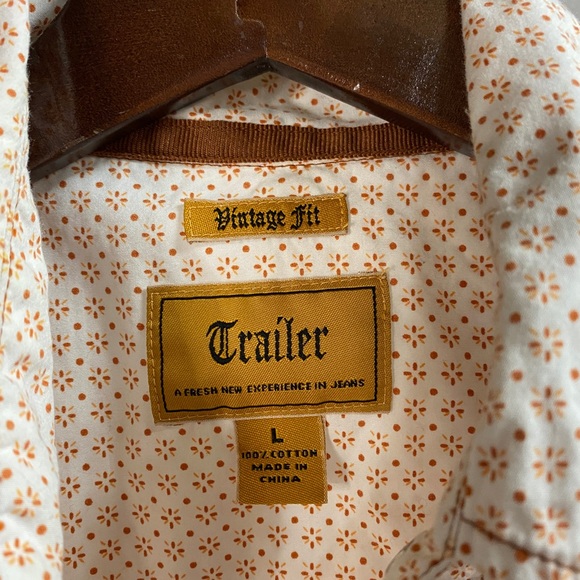 Vintage Fit
Trailer
A FRESH NEW EXPERIENCE IN JEANS
L
100% COTTON
MADE IN
CHINA